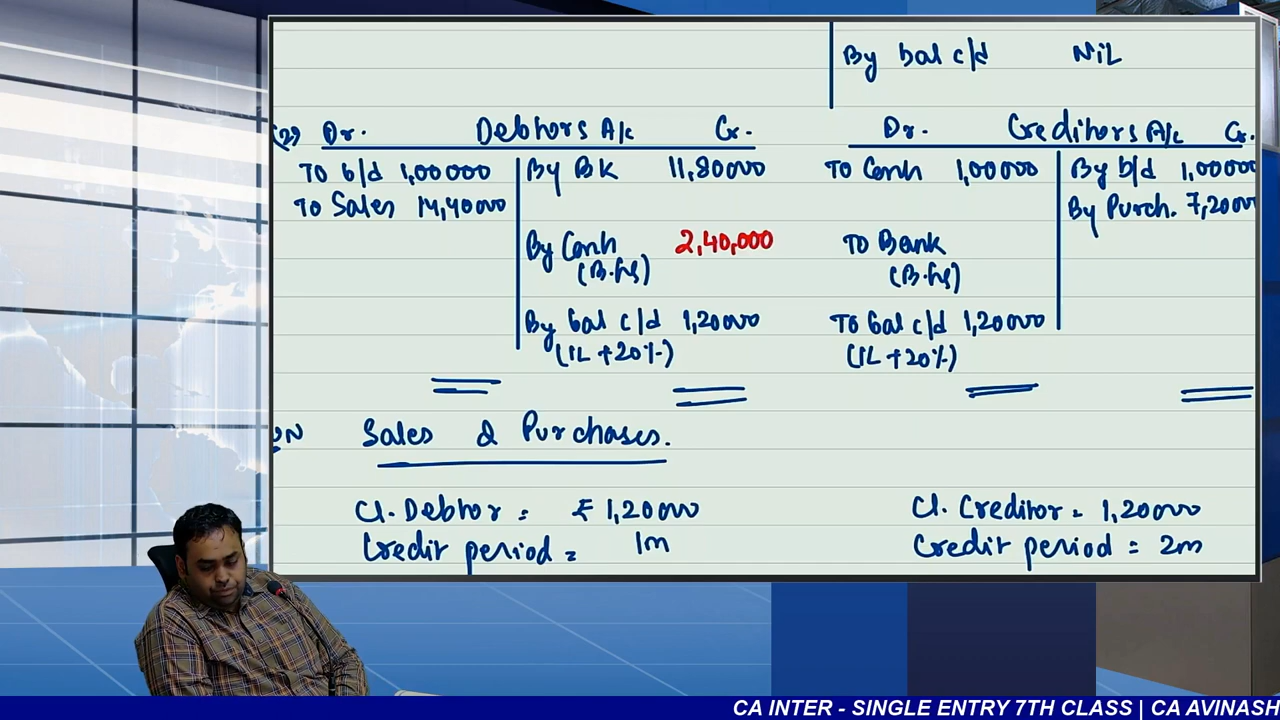 By bal c/d NiL
(2) Dr. Debtors A/c Cr.
To b/d 1,00000 By BK 11,80000
To Sales 14,40000
By Cash 2,40,000
(B.fig)
By bal c/d 1,20000
(1L +20%)
Dr. Creditors A/c Cr.
To Cash 1,00000 By b/d 1,00000
By Purch. 7,20000
To Bank
(B.fig)
To bal c/d 1,20000
(1L +20%)
Sales & Purchases.
Cl. Debtor = ₹ 1,20000
Credit period = 1m
Cl. Creditor = 1,20000
Credit period = 2m
CA INTER - SINGLE ENTRY 7TH CLASS | CA AVINASH